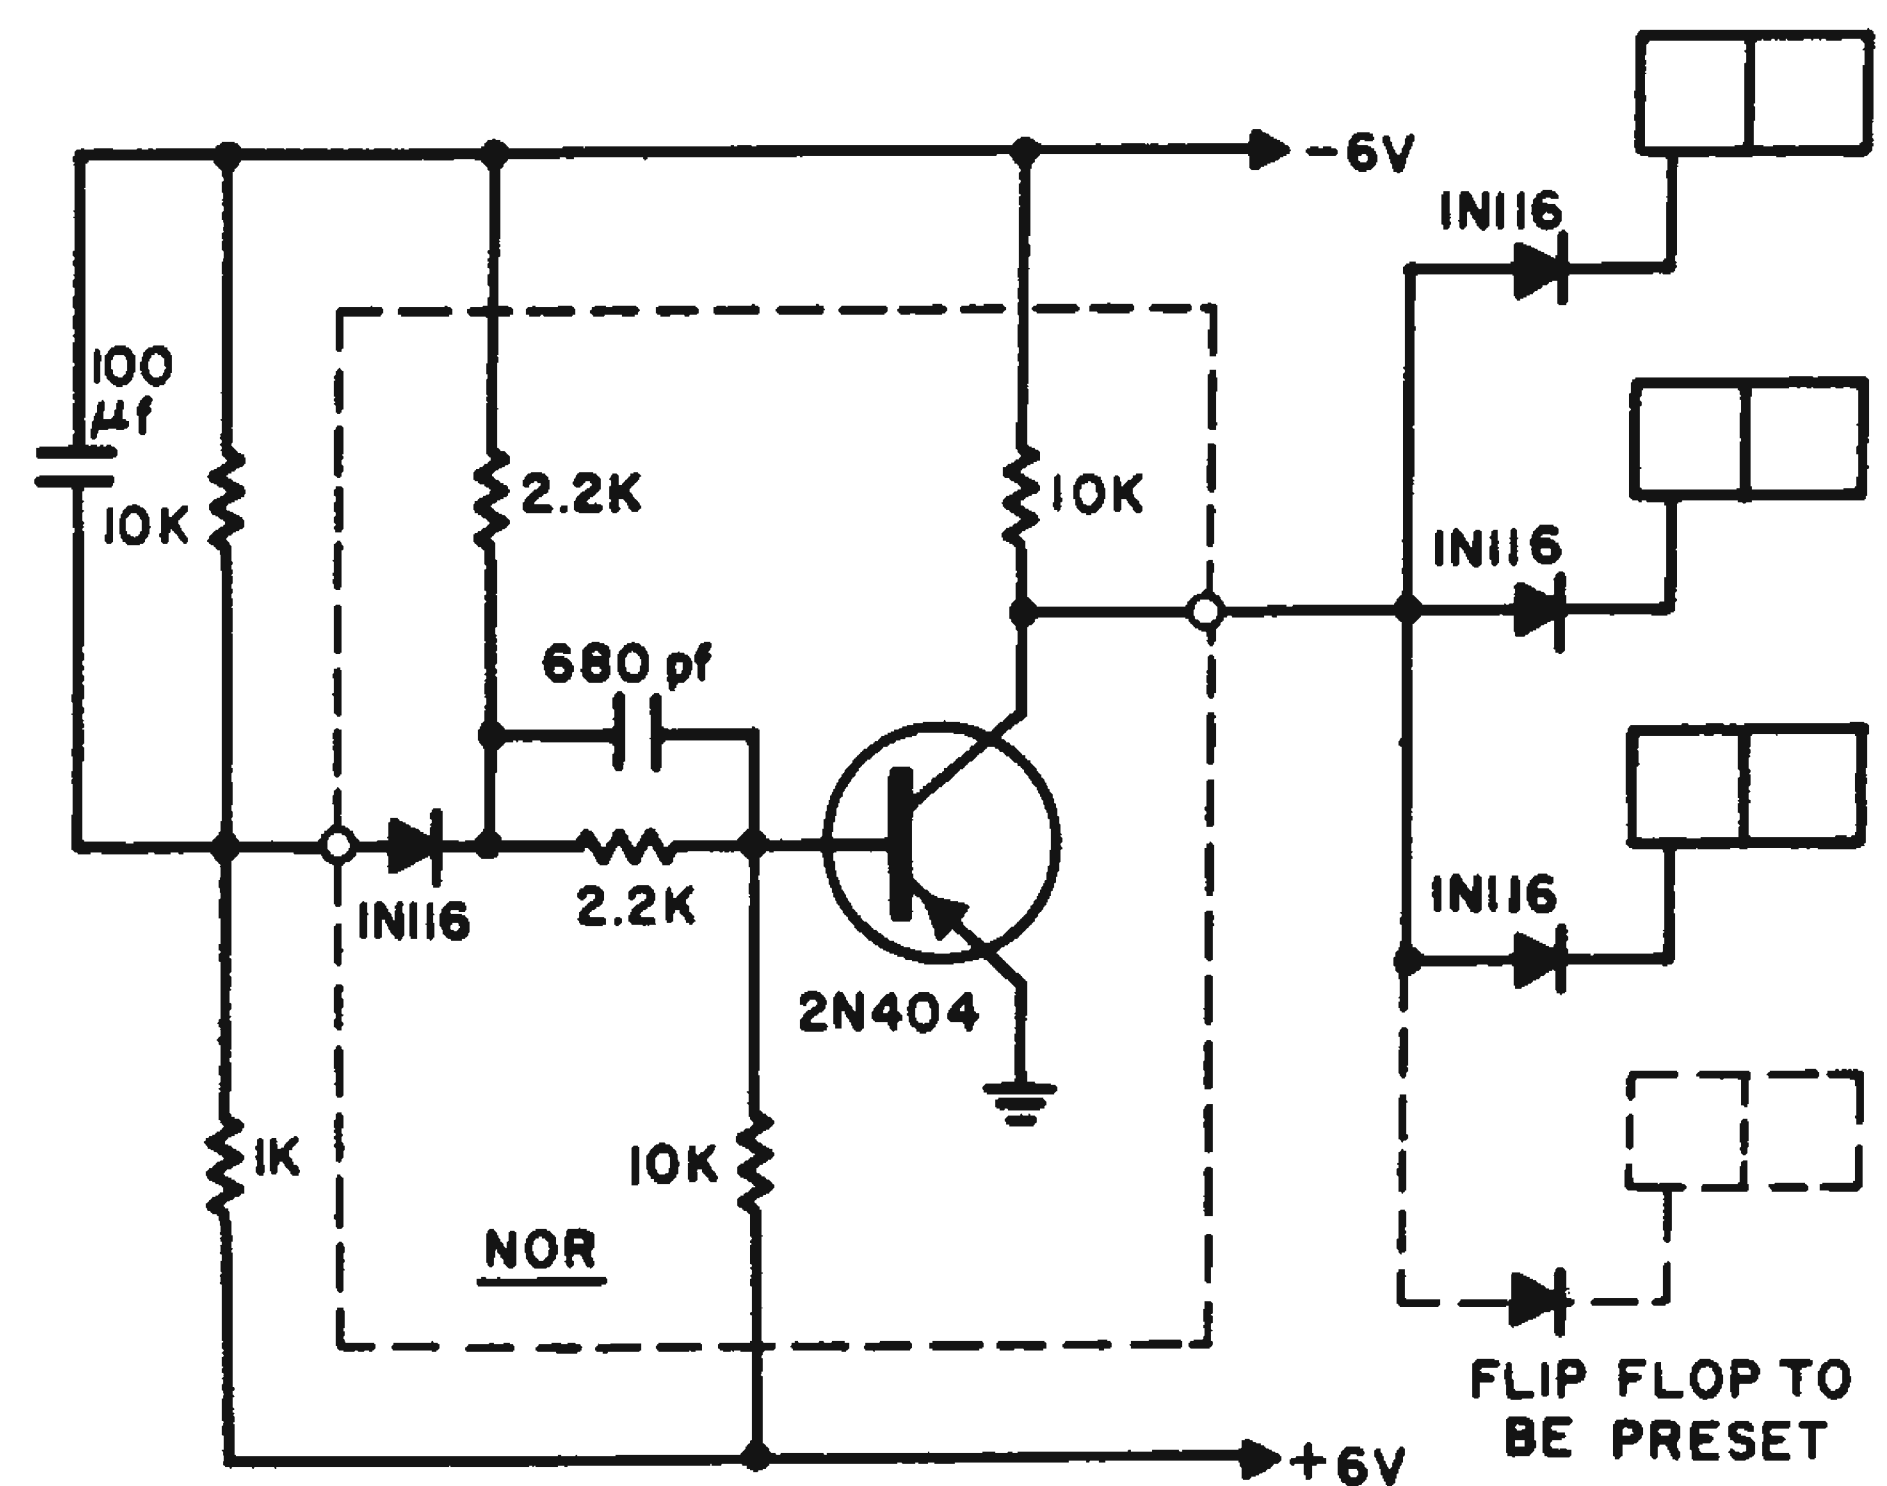 -6V
1N116
100
μf
10K
2.2K
10K
1N116
680 pf
1N116
1N116
2.2K
2N404
1K
10K
NOR
FLIP FLOP TO
BE PRESET
+6V